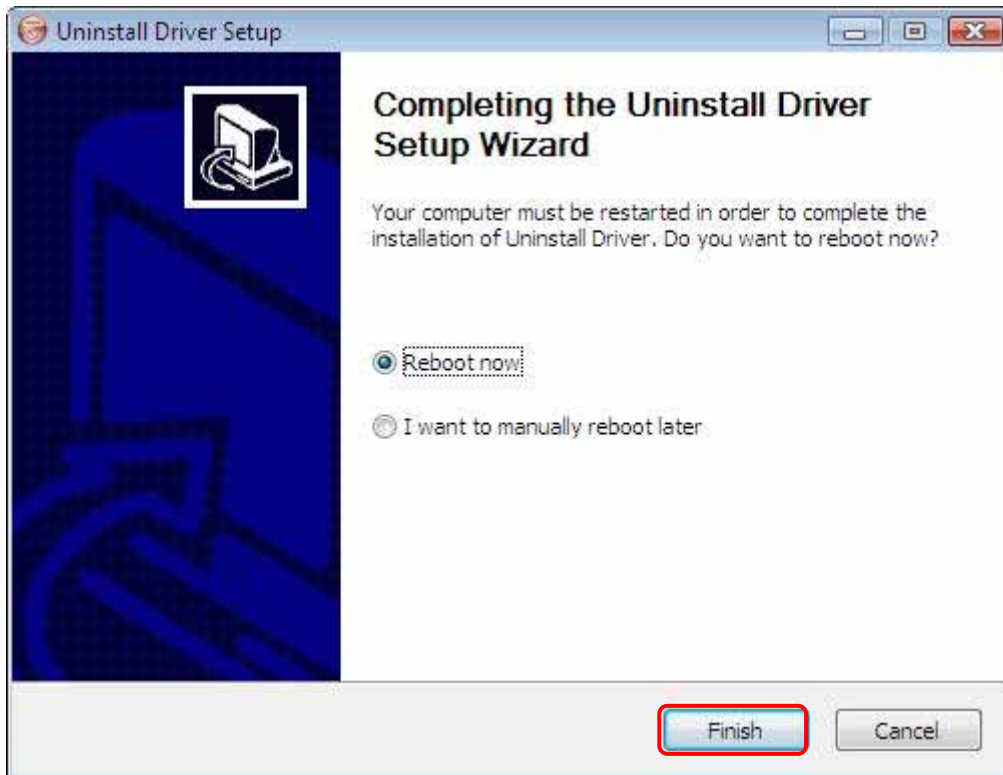 Uninstall Driver Setup
Completing the Uninstall Driver
Setup Wizard
Your computer must be restarted in order to complete the
installation of Uninstall Driver. Do you want to reboot now?
Reboot now
I want to manually reboot later
Finish
Cancel